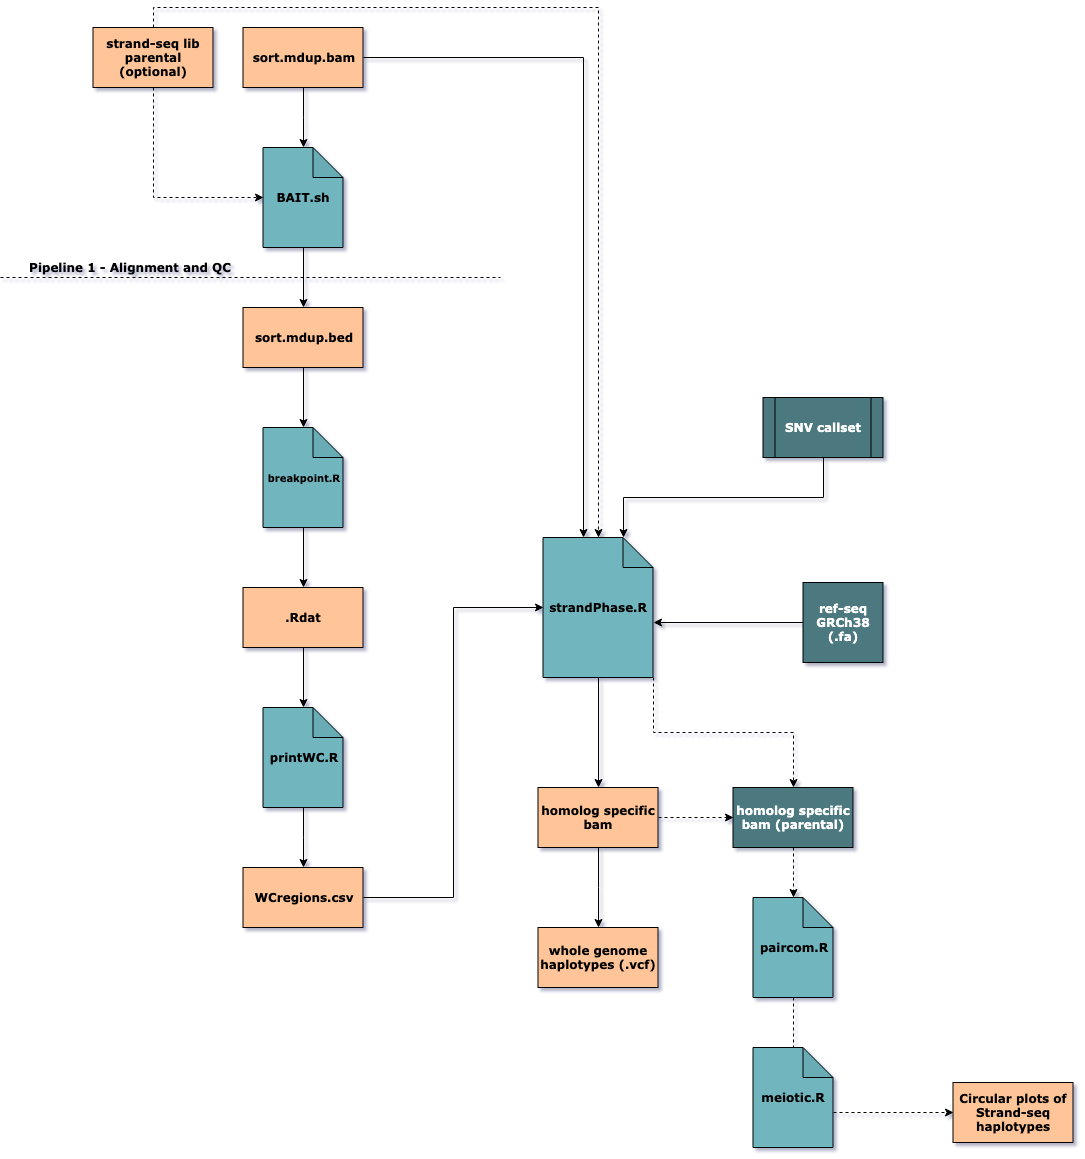 strand-seq lib
parental
(optional)
sort.mdup.bam
BAIT.sh
Pipeline 1 - Alignment and QC
sort.mdup.bed
SNV callset
breakpoint.R
strandPhase.R
ref-seq
GRCh38
(.fa)
.Rdat
printWC.R
homolog specific
bam
homolog specific
bam (parental)
WCregions.csv
whole genome
haplotypes (.vcf)
paircom.R
meiotic.R
Circular plots of
Strand-seq
haplotypes